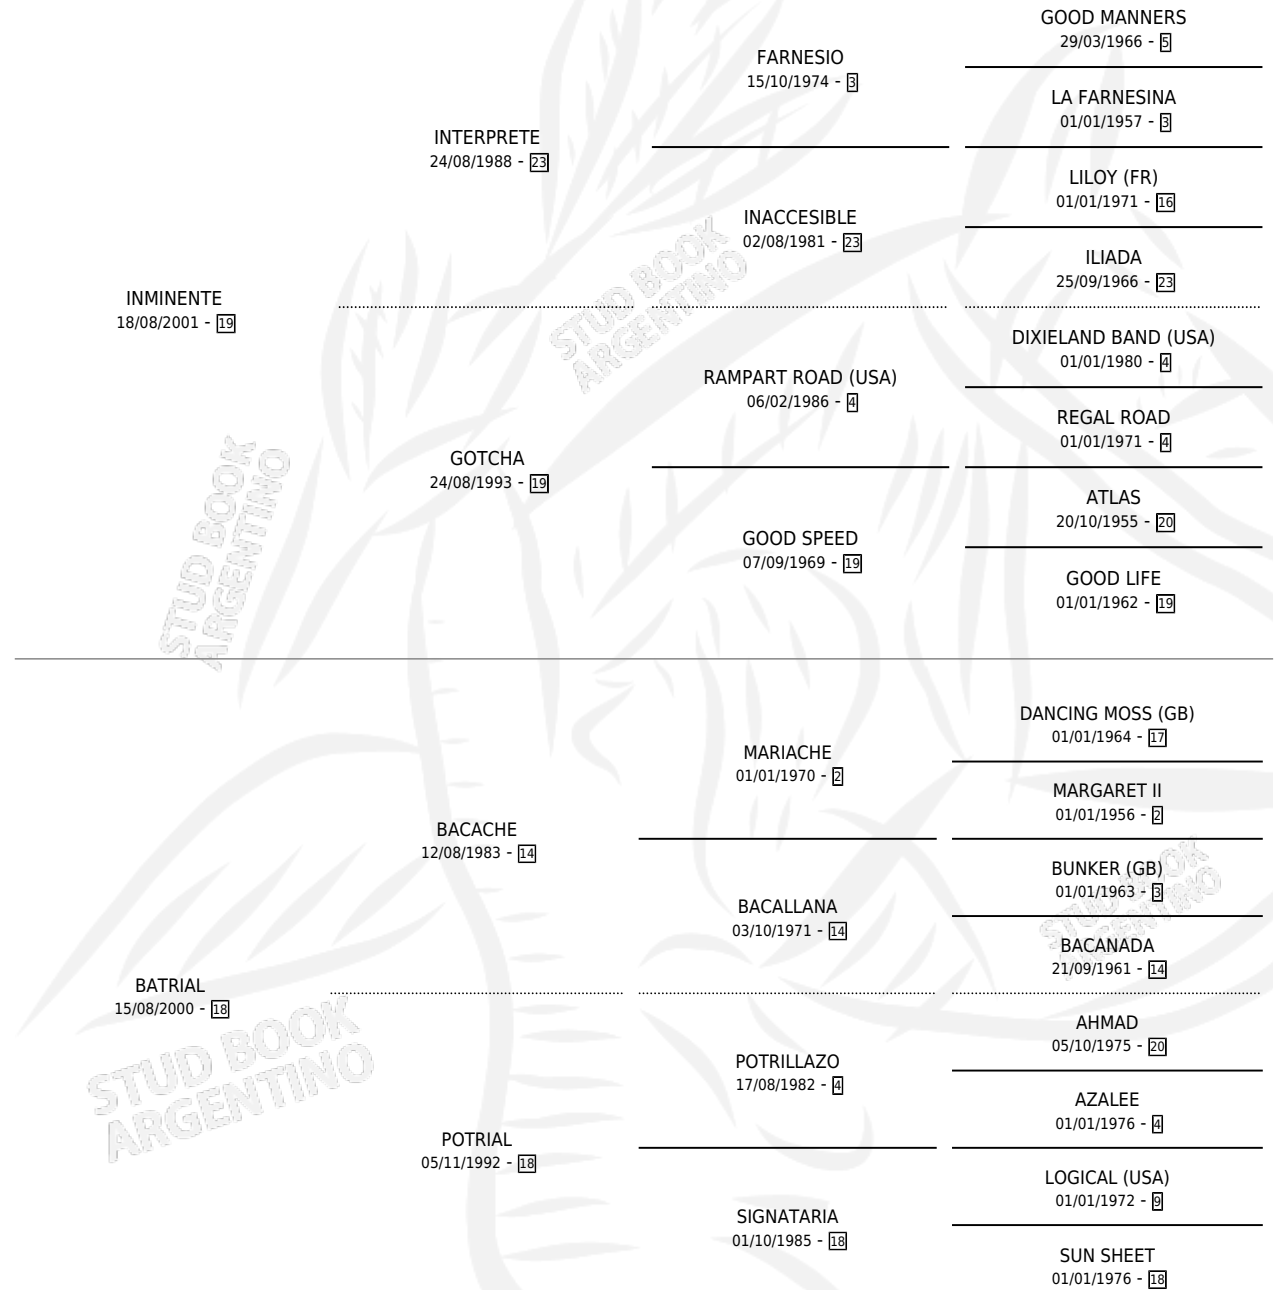 GOOD MANNERS
29/03/1966 - 5
FARNESIO
15/10/1974 - 3
LA FARNESINA
01/01/1957 - 3
INTERPRETE
24/08/1988 - 23
LILOY (FR)
01/01/1971 - 16
INACCESIBLE
02/08/1981 - 23
ILIADA
25/09/1966 - 23
INMINENTE
18/08/2001 - 19
DIXIELAND BAND (USA)
01/01/1980 - 4
RAMPART ROAD (USA)
06/02/1986 - 4
REGAL ROAD
01/01/1971 - 4
GOTCHA
24/08/1993 - 19
ATLAS
20/10/1955 - 20
GOOD SPEED
07/09/1969 - 19
GOOD LIFE
01/01/1962 - 19
DANCING MOSS (GB)
01/01/1964 - 17
MARIACHE
01/01/1970 - 2
MARGARET II
01/01/1956 - 2
BACACHE
12/08/1983 - 14
BUNKER (GB)
01/01/1963 - 3
BACALLANA
03/10/1971 - 14
BACANADA
21/09/1961 - 14
BATRIAL
15/08/2000 - 18
AHMAD
05/10/1975 - 20
POTRILLAZO
17/08/1982 - 4
AZALEE
01/01/1976 - 4
POTRIAL
05/11/1992 - 18
LOGICAL (USA)
01/01/1972 - 9
SIGNATARIA
01/10/1985 - 18
SUN SHEET
01/01/1976 - 18
STUD BOOK
ARGENTINO
STUD BOOK
ARGENTINO
STUD BOOK
ARGENTINO
STUD BOOK
ARGENTINO